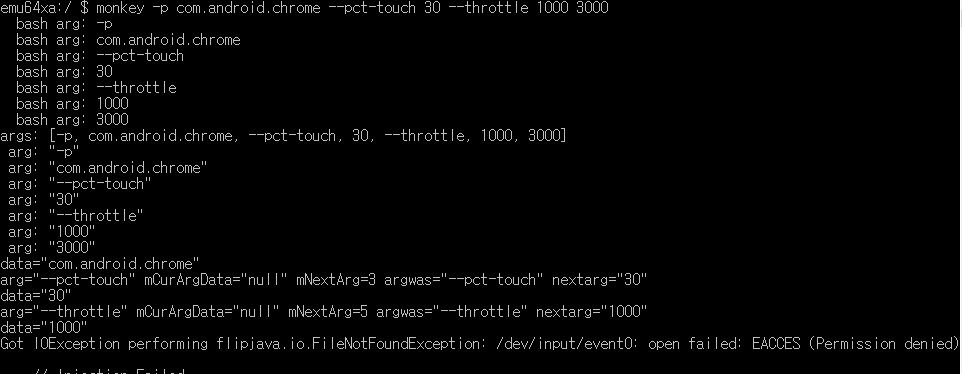 emu64xa:/ $ monkey -p com.android.chrome --pct-touch 30 --throttle 1000 3000
bash arg: -p
bash arg: com.android.chrome
bash arg: --pct-touch
bash arg: 30
bash arg: --throttle
bash arg: 1000
bash arg: 3000
args: [-p, com.android.chrome, --pct-touch, 30, --throttle, 1000, 3000]
arg: "-p"
arg: "com.android.chrome"
arg: "--pct-touch"
arg: "30"
arg: "--throttle"
arg: "1000"
arg: "3000"
data="com.android.chrome"
arg="--pct-touch" mCurArgData="null" mNextArg=3 argwas="--pct-touch" nextarg="30"
data="30"
arg="--throttle" mCurArgData="null" mNextArg=5 argwas="--throttle" nextarg="1000"
data="1000"
Got IOException performing flipjava.io.FileNotFoundException: /dev/input/event0: open failed: EACCES (Permission denied)
// Injection Failed